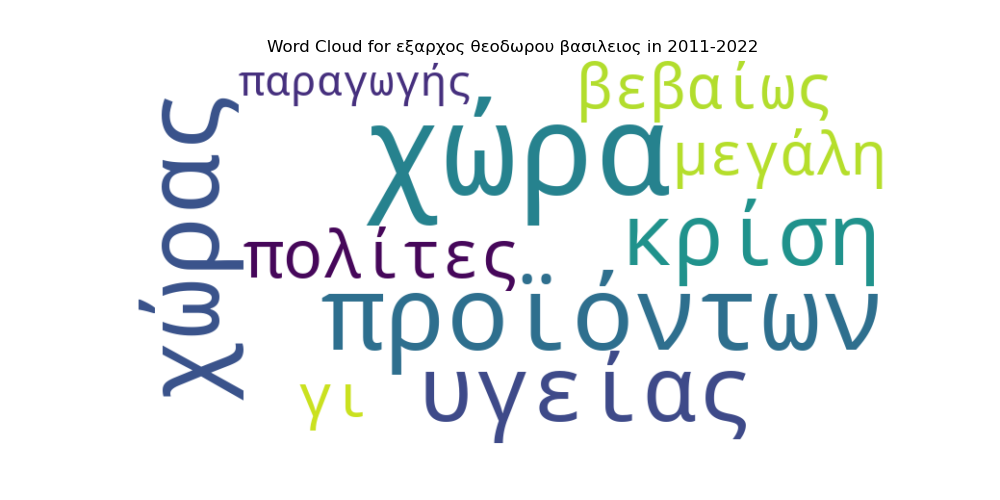 Word Cloud for εξαρχος θεοδωρου βασιλειος in 2011-2022
παραγωγής
βεβαίως
χώρα
μεγάλη
χώρας
πολίτες
κρίση
προϊόντων
γι
υγείας